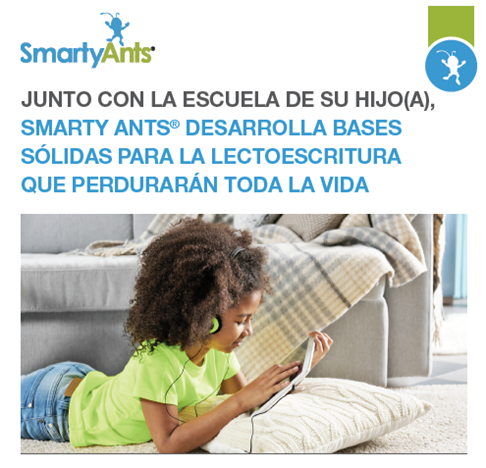 SmartyAnts
JUNTO CON LA ESCUELA DE SU HIJO(A),
SMARTY ANTS® DESARROLLA BASES
SÓLIDAS PARA LA LECTOESCRITURA
QUE PERDURARÁN TODA LA VIDA